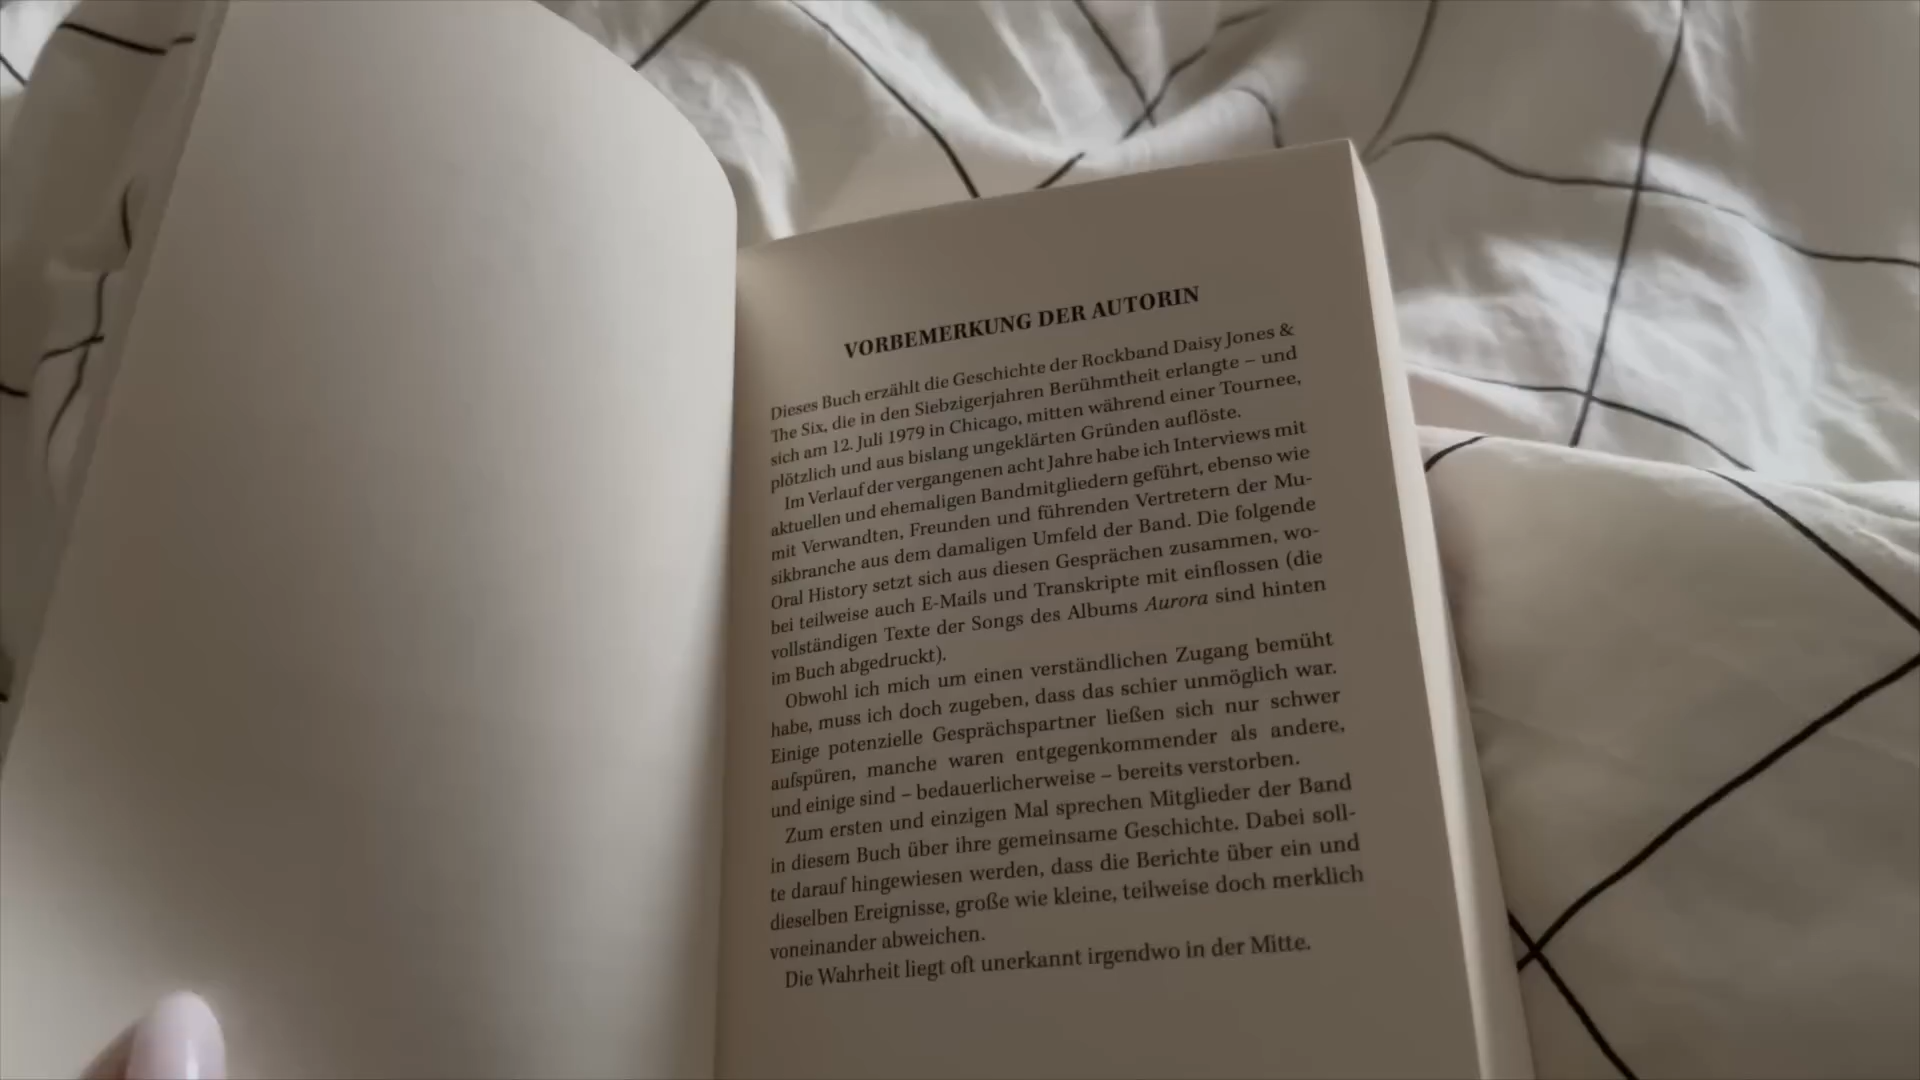 VORBEMERKUNG DER AUTORIN
Dieses Buch erzählt die Geschichte der Rockband Daisy Jones &
The Six, die in den Siebzigerjahren Berühmtheit erlangte – und
sich am 12. Juli 1979 in Chicago, mitten während einer Tournee,
plötzlich und aus bislang ungeklärten Gründen auflöste.
Im Verlauf der vergangenen acht Jahre habe ich Interviews mit
aktuellen und ehemaligen Bandmitgliedern geführt, ebenso wie
mit Verwandten, Freunden und führenden Vertretern der Mu-
sikbranche aus dem damaligen Umfeld der Band. Die folgende
Oral History setzt sich aus diesen Gesprächen zusammen, wo-
bei teilweise auch E-Mails und Transkripte mit einflossen (die
vollständigen Texte der Songs des Albums Aurora sind hinten
im Buch abgedruckt).
Obwohl ich mich um einen verständlichen Zugang bemüht
habe, muss ich doch zugeben, dass das schier unmöglich war.
Einige potenzielle Gesprächspartner ließen sich nur schwer
aufspüren, manche waren entgegenkommender als andere,
und einige sind – bedauerlicherweise – bereits verstorben.
Zum ersten und einzigen Mal sprechen Mitglieder der Band
in diesem Buch über ihre gemeinsame Geschichte. Dabei soll-
te darauf hingewiesen werden, dass die Berichte über ein und
dieselben Ereignisse, große wie kleine, teilweise doch merklich
voneinander abweichen.
Die Wahrheit liegt oft unerkannt irgendwo in der Mitte.